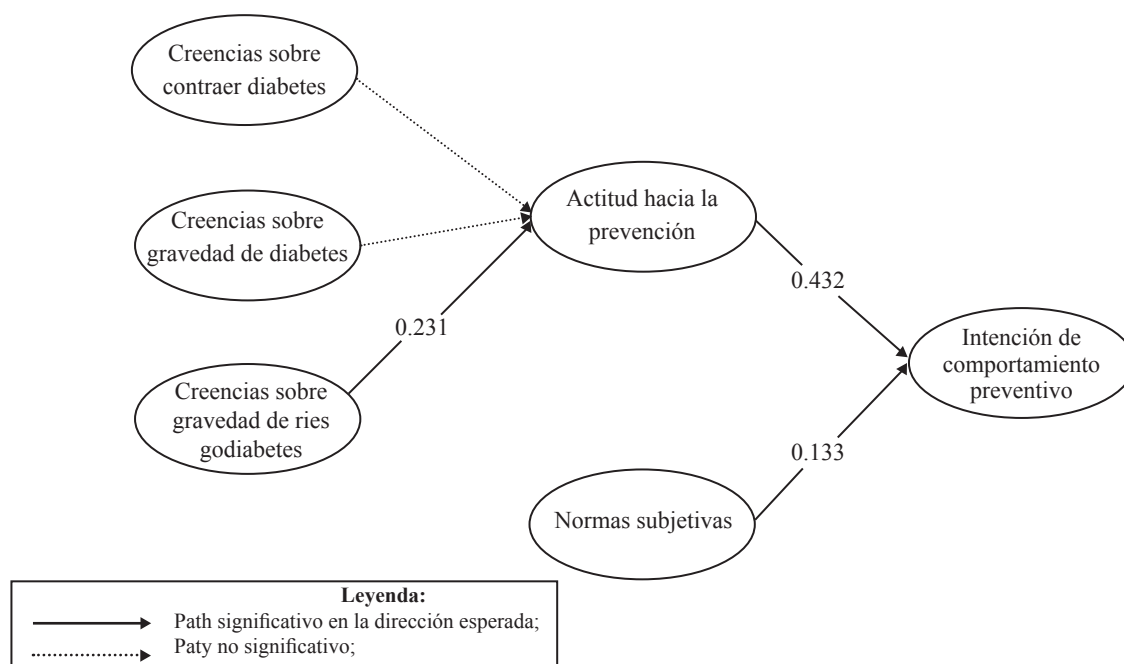 Creencias sobre
contraer diabetes
Creencias sobre
gravedad de diabetes
Creencias sobre
gravedad de ries
godiabetes
Actitud hacia la
prevención
Normas subjetivas
Intención de
comportamiento
preventivo
0.231
0.432
0.133
Leyenda:
Path significativo en la dirección esperada;
Paty no significativo;